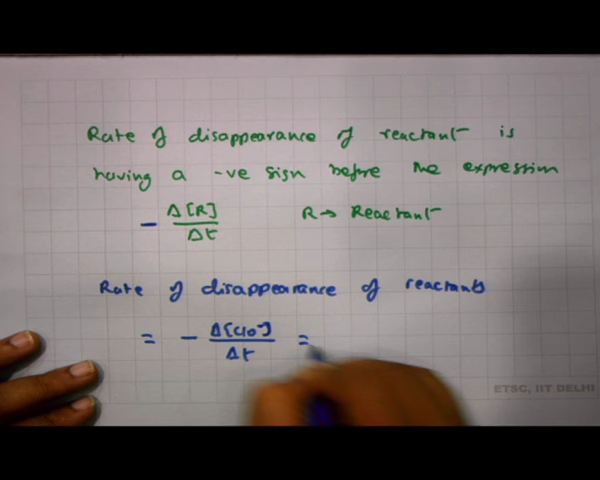 Rate of disappearance of reactant is
having a -ve sign before the expression
- Δ[R]/Δt R → Reactant
Rate of disappearance of reactants
= - Δ[ClO⁻]/Δt =
ETSC, IIT DELHI